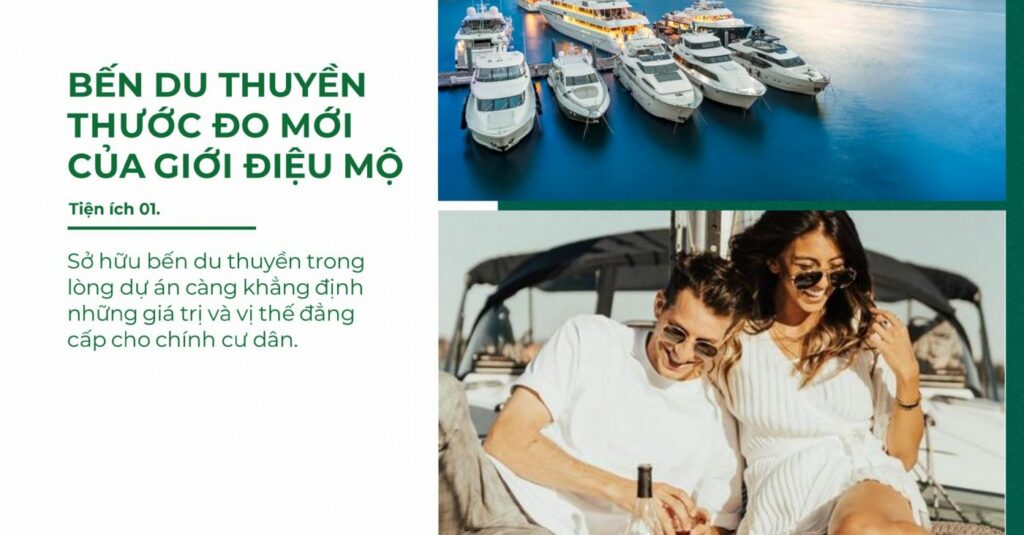 BẾN DU THUYỀN
THƯỚC ĐO MỚI
CỦA GIỚI ĐIỆU MỘ
Tiện ích 01.
Sở hữu bến du thuyền trong
lòng dự án càng khẳng định
những giá trị và vị thế đẳng
cấp cho chính cư dân.